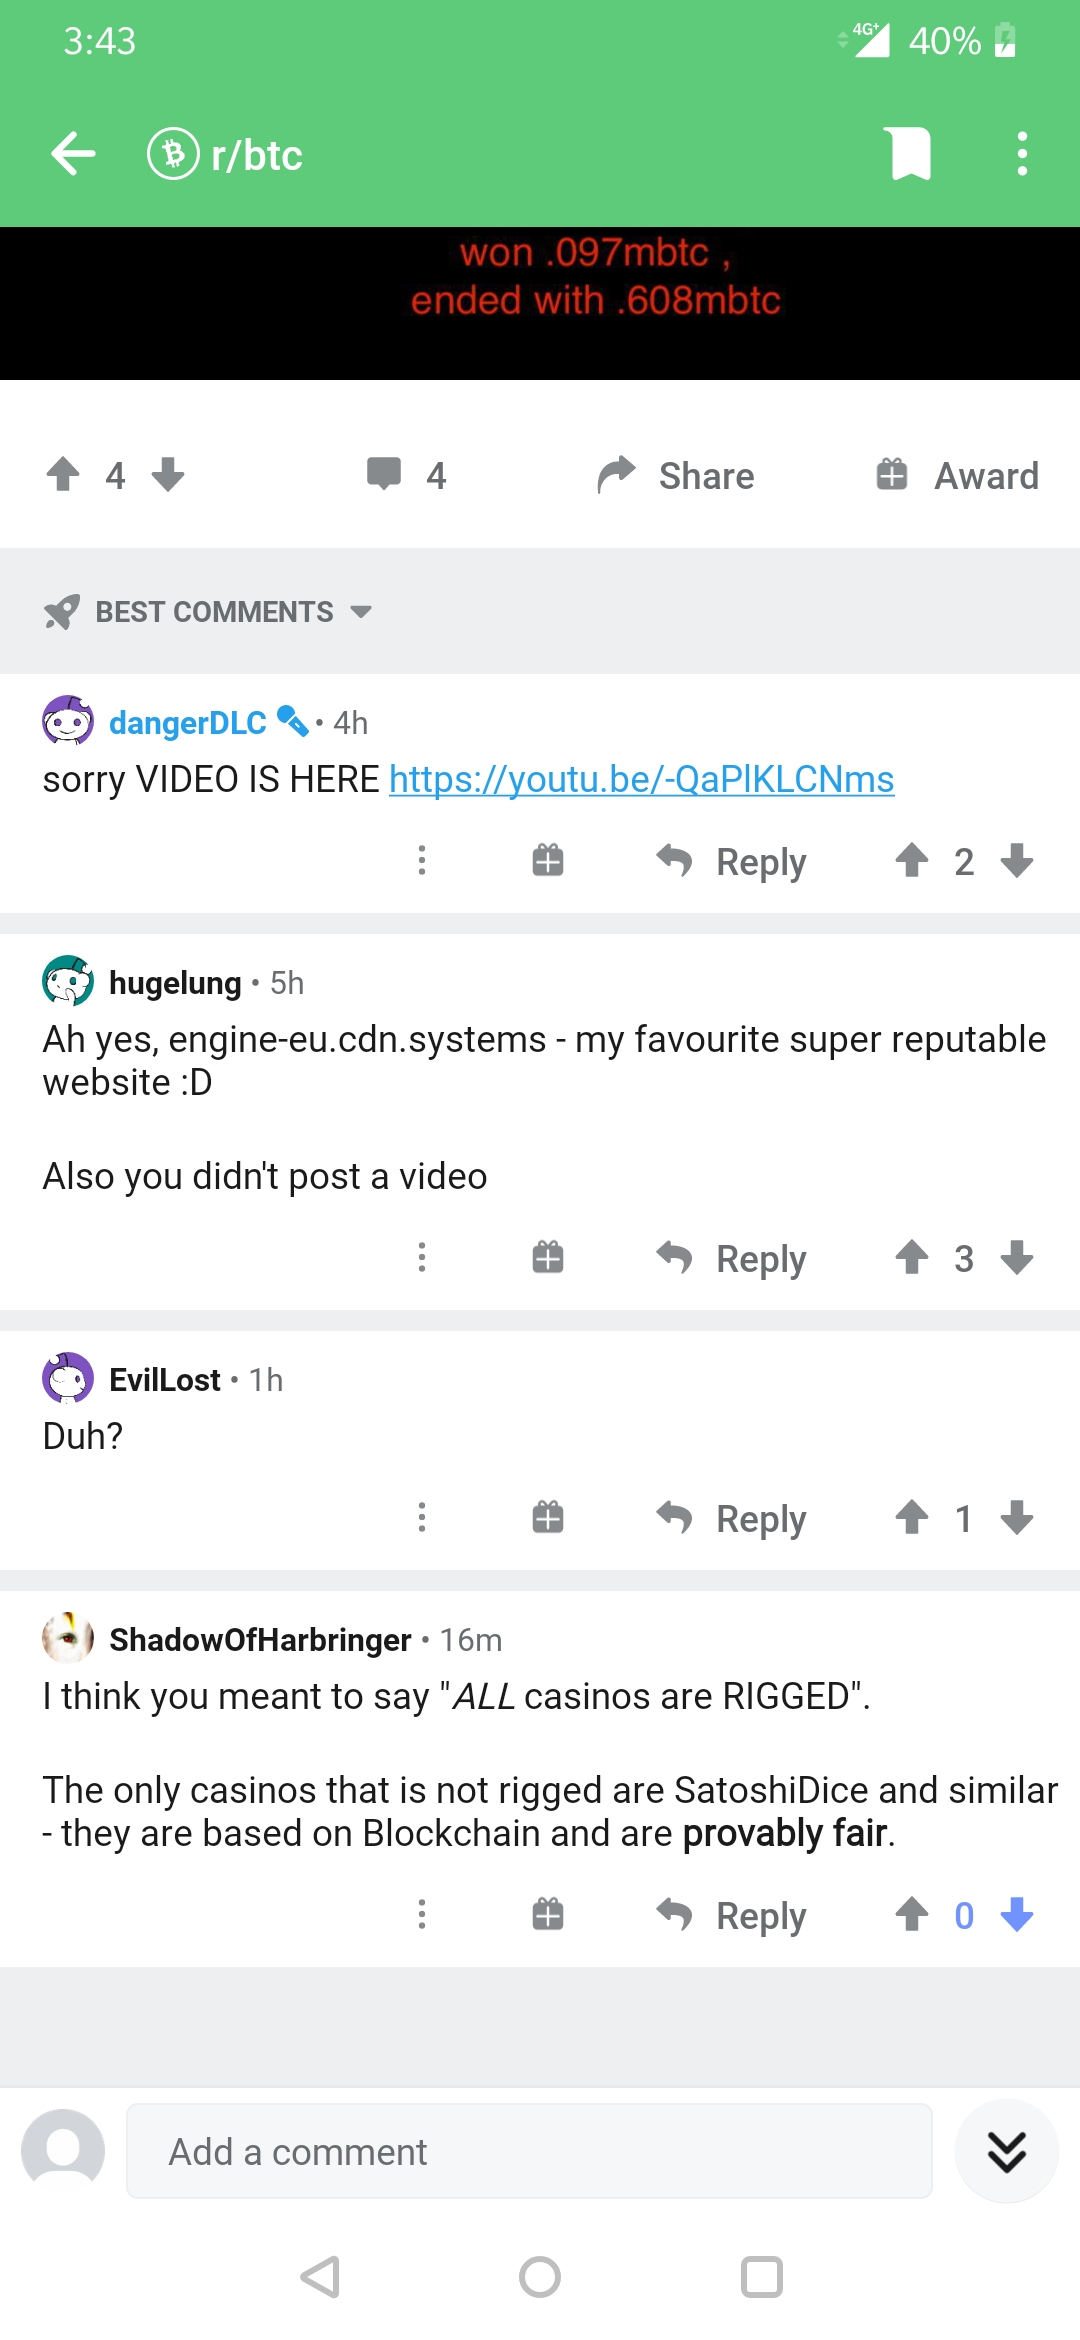 3:43
4G+ 40%
r/btc
won .097mbtc ,
ended with .608mbtc
4 4 Share Award
BEST COMMENTS
dangerDLC • 4h
sorry VIDEO IS HERE https://youtu.be/-QaPlKLCNms
Reply 2
hugelung • 5h
Ah yes, engine-eu.cdn.systems - my favourite super reputable
website :D
Also you didn't post a video
Reply 3
EvilLost • 1h
Duh?
Reply 1
ShadowOfHarbringer • 16m
I think you meant to say "ALL casinos are RIGGED".
The only casinos that is not rigged are SatoshiDice and similar
- they are based on Blockchain and are provably fair.
Reply 0
Add a comment